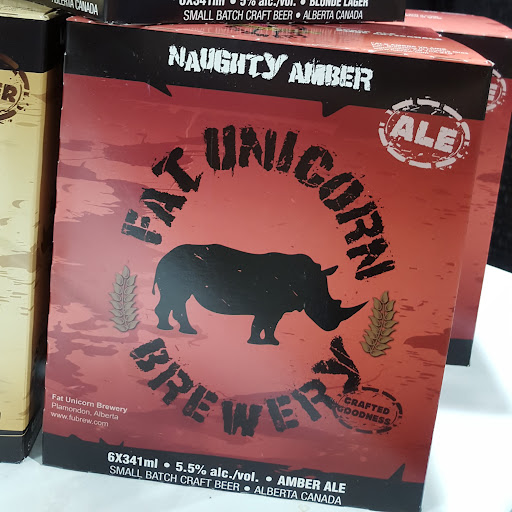 6X341ml • 5% alc./vol. • BLONDE LAGER
SMALL BATCH CRAFT BEER • ALBERTA CANADA
NAUGHTY AMBER
ALE
FAT UNICORN
BREWERY
CRAFTED
GOODNESS
Fat Unicorn Brewery
Plamondon, Alberta
www.fubrew.com
6X341ml • 5.5% alc./vol. • AMBER ALE
SMALL BATCH CRAFT BEER • ALBERTA CANADA